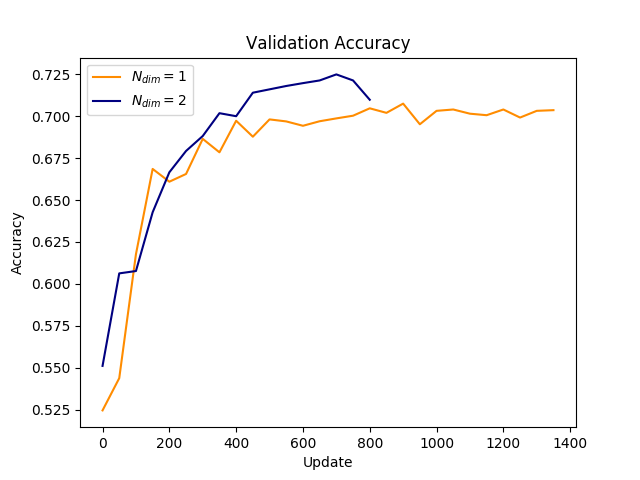 Validation Accuracy
N_dim = 1
N_dim = 2
0.725
0.700
0.675
0.650
0.625
0.600
0.575
0.550
0.525
Accuracy
0 200 400 600 800 1000 1200 1400
Update